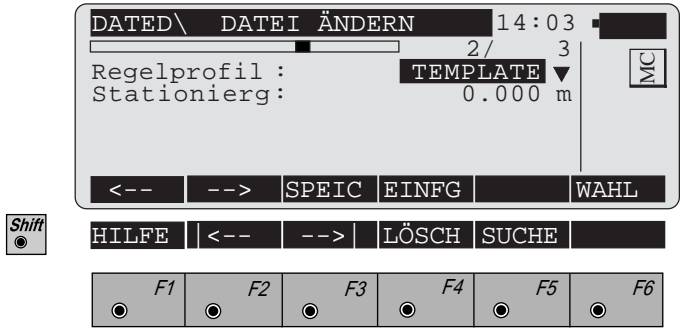 DATED\ DATEI ÄNDERN 14:03
2/ 3
MC
Regelprofil : TEMPLATE ▼
Stationierg: 0.000 m
<-- --> SPEIC EINFG WAHL
Shift
HILFE |<-- -->| LÖSCH SUCHE
F1 F2 F3 F4 F5 F6